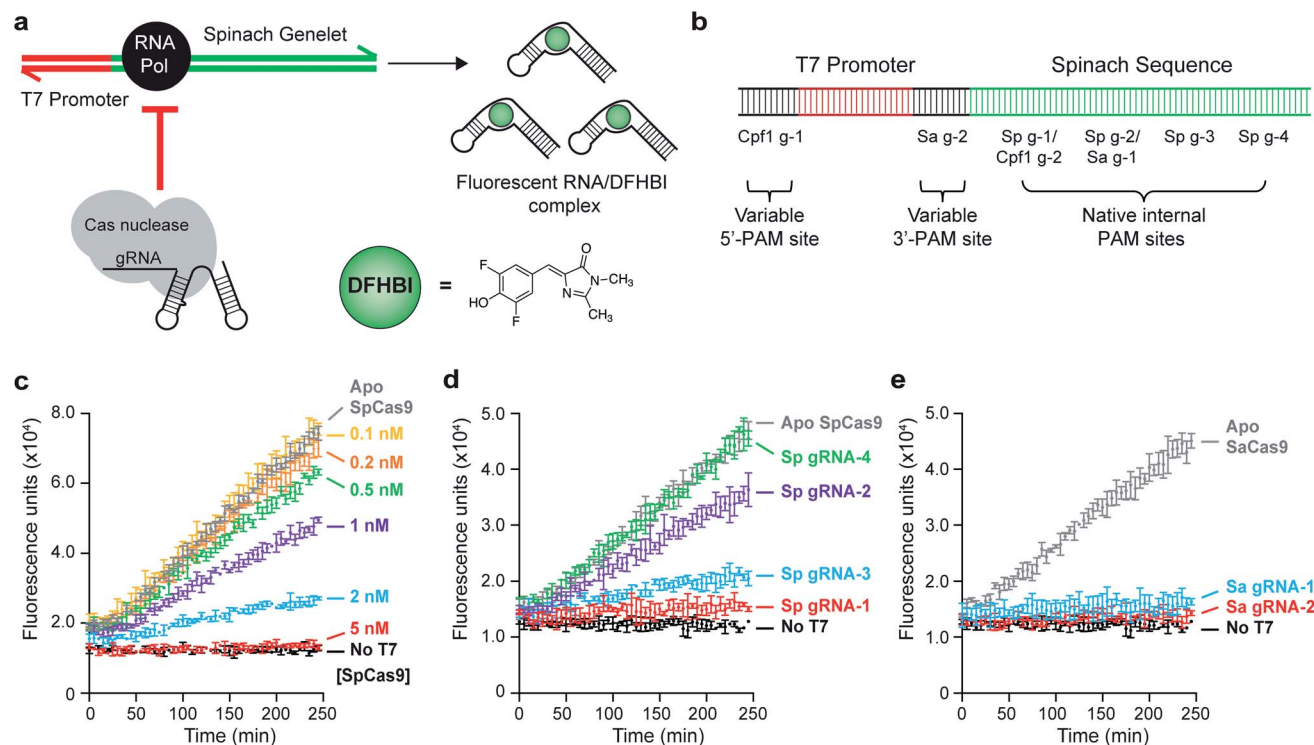 a
RNA
Pol
Spinach Genelet
T7 Promoter
Cas nuclease
gRNA
Fluorescent RNA/DFHBI
complex
DFHBI
=
F
HO
F
O
N
N
CH₃
CH₃
b
T7 Promoter
Spinach Sequence
Cpf1 g-1
Sa g-2
Sp g-1/
Cpf1 g-2
Sp g-2/
Sa g-1
Sp g-3
Sp g-4
Variable
5'-PAM site
Variable
3'-PAM site
Native internal
PAM sites
c
Fluorescence units (x10⁴)
8.0
6.0
4.0
2.0
0
0
50
100
150
200
250
Time (min)
Apo
SpCas9
0.1 nM
0.2 nM
0.5 nM
1 nM
2 nM
5 nM
No T7
[SpCas9]
d
Fluorescence units (x10⁴)
5.0
4.0
3.0
2.0
1.0
0
0
50
100
150
200
250
Time (min)
Apo SpCas9
Sp gRNA-4
Sp gRNA-2
Sp gRNA-3
Sp gRNA-1
No T7
e
Fluorescence units (x10⁴)
5.0
4.0
3.0
2.0
1.0
0
0
50
100
150
200
250
Time (min)
Apo
SaCas9
Sa gRNA-1
Sa gRNA-2
No T7